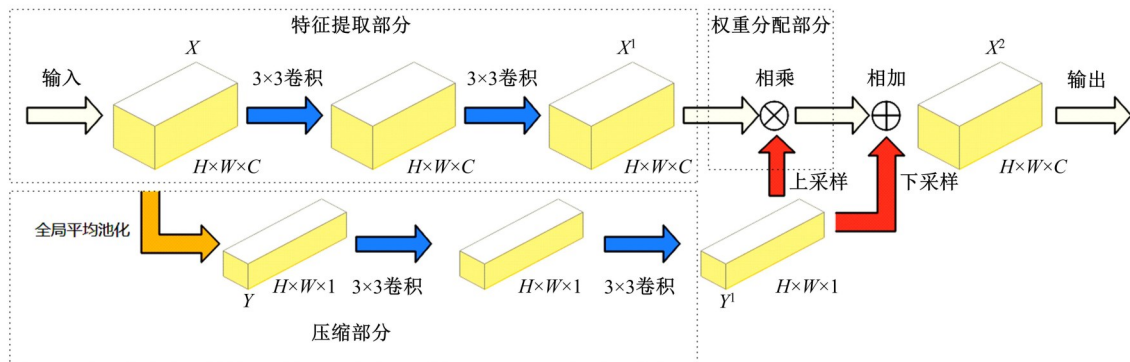 特征提取部分
权重分配部分
X
X¹
X²
输入
3×3卷积
3×3卷积
相乘
相加
输出
H×W×C
H×W×C
H×W×C
H×W×C
上采样
下采样
全局平均池化
Y
H×W×1
3×3卷积
H×W×1
3×3卷积
Y¹
H×W×1
压缩部分